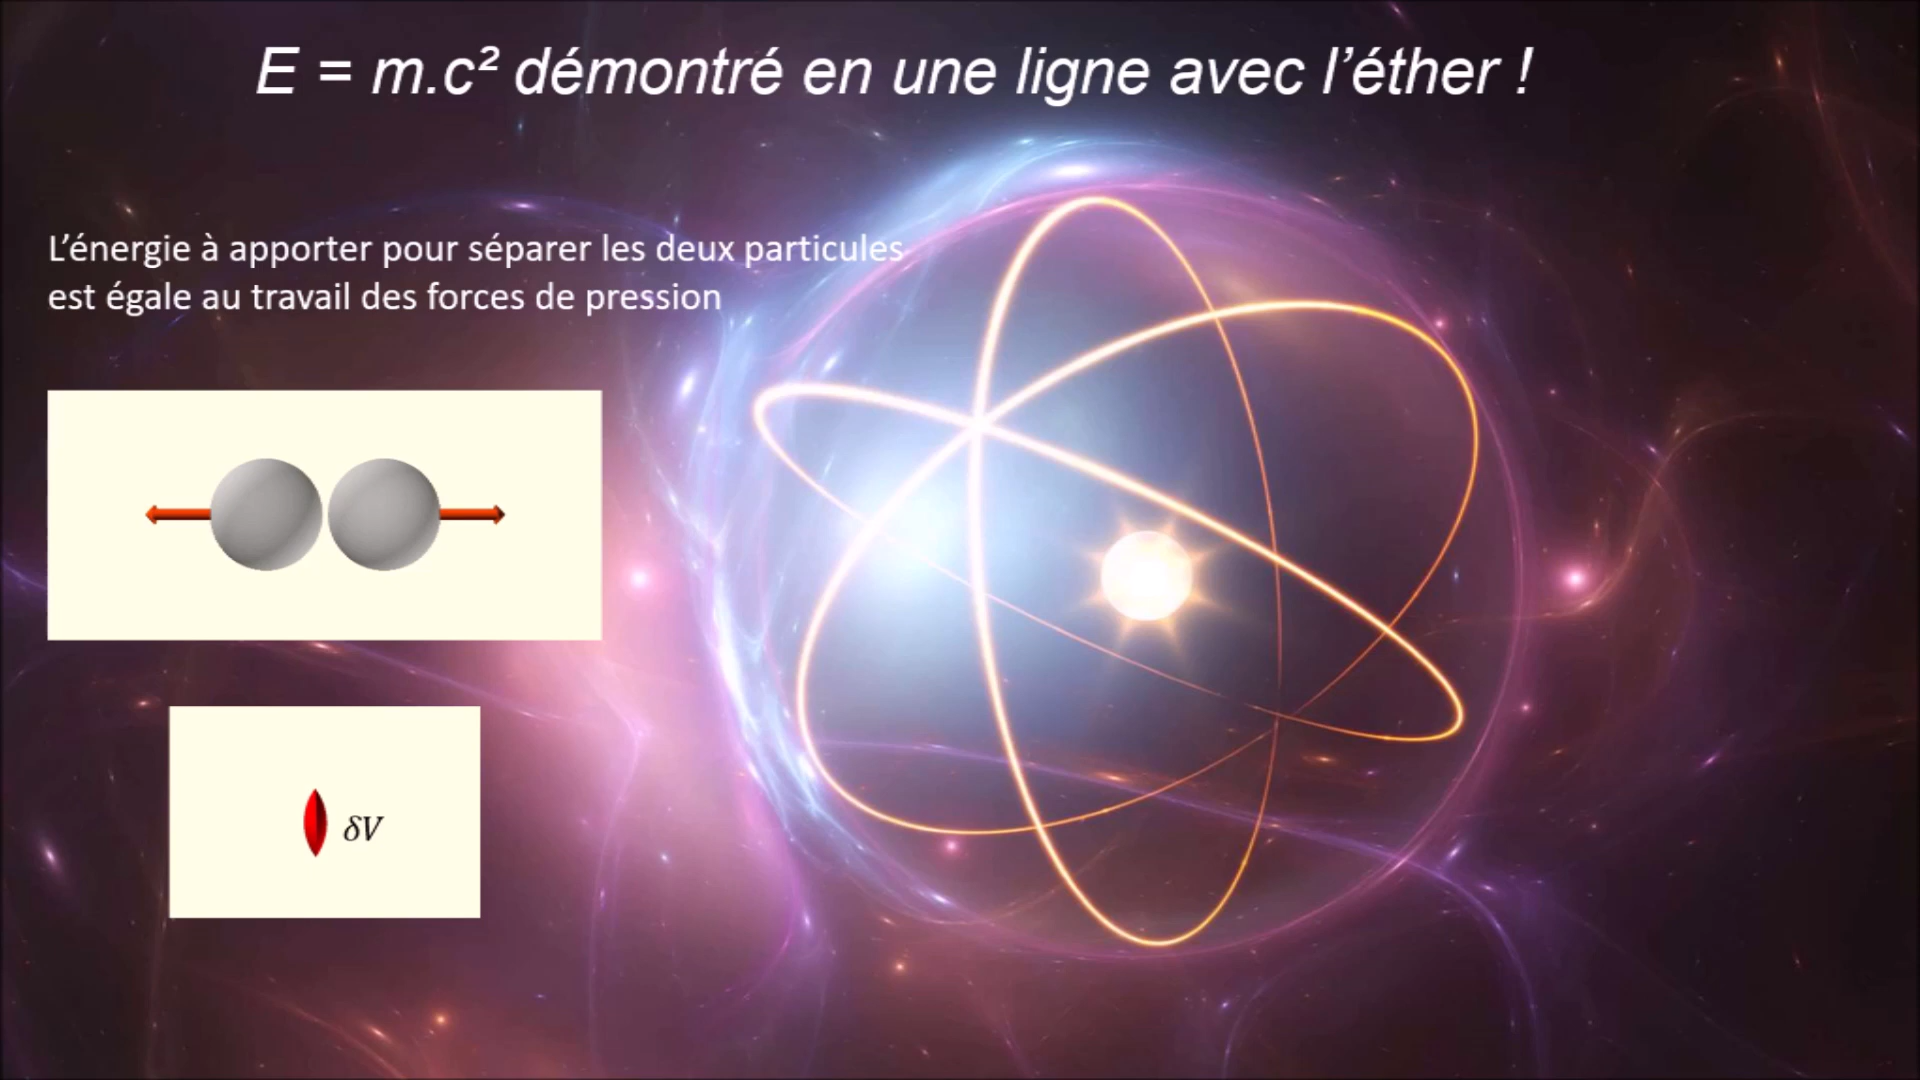 E = m.c² démontré en une ligne avec l’éther !
L’énergie à apporter pour séparer les deux particules
est égale au travail des forces de pression
δV